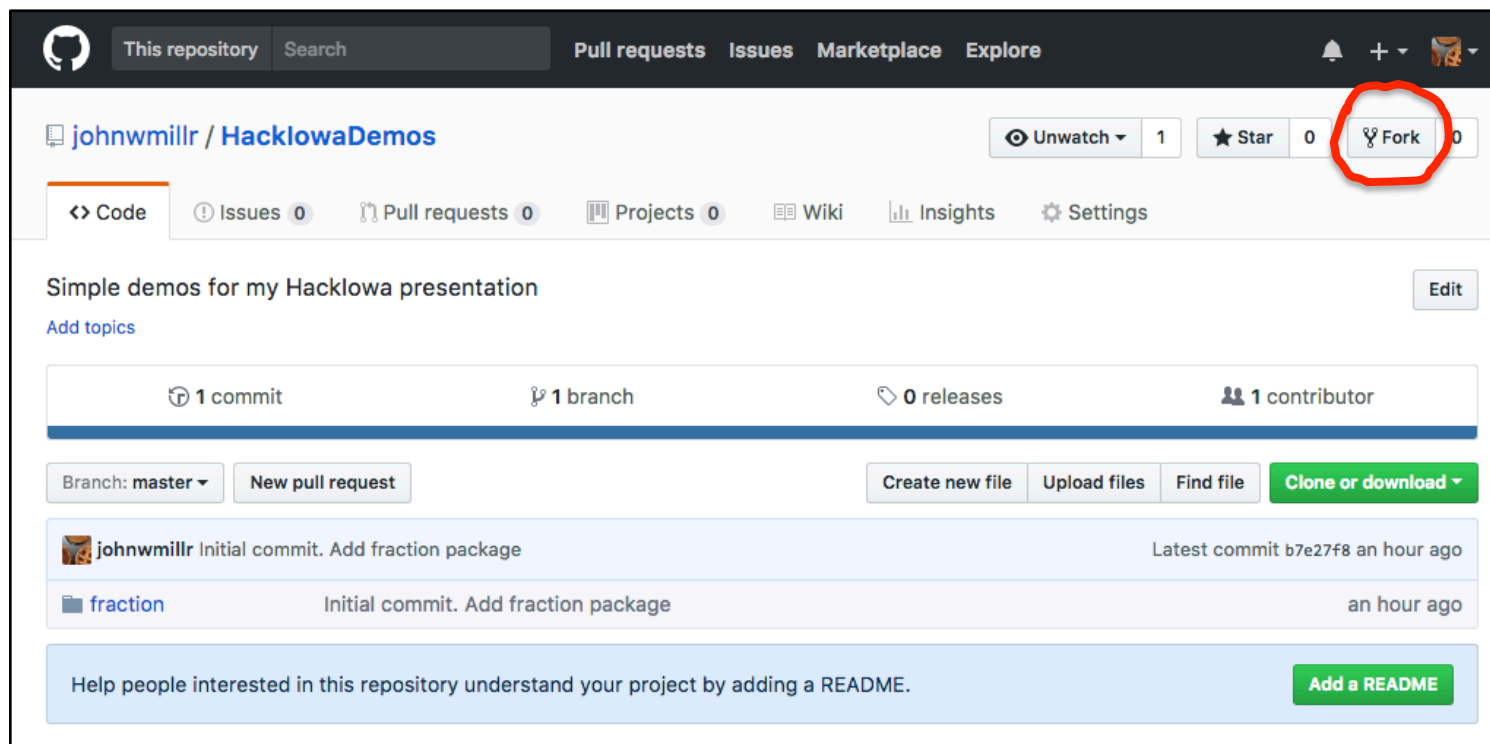 This repository Search Pull requests Issues Marketplace Explore
johnwmillr / HackIowaDemos Unwatch 1 Star 0 Fork 0
Code Issues 0 Pull requests 0 Projects 0 Wiki Insights Settings
Simple demos for my HackIowa presentation Edit
Add topics
1 commit 1 branch 0 releases 1 contributor
Branch: master New pull request Create new file Upload files Find file Clone or download
johnwmillr Initial commit. Add fraction package Latest commit b7e27f8 an hour ago
fraction Initial commit. Add fraction package an hour ago
Help people interested in this repository understand your project by adding a README. Add a README